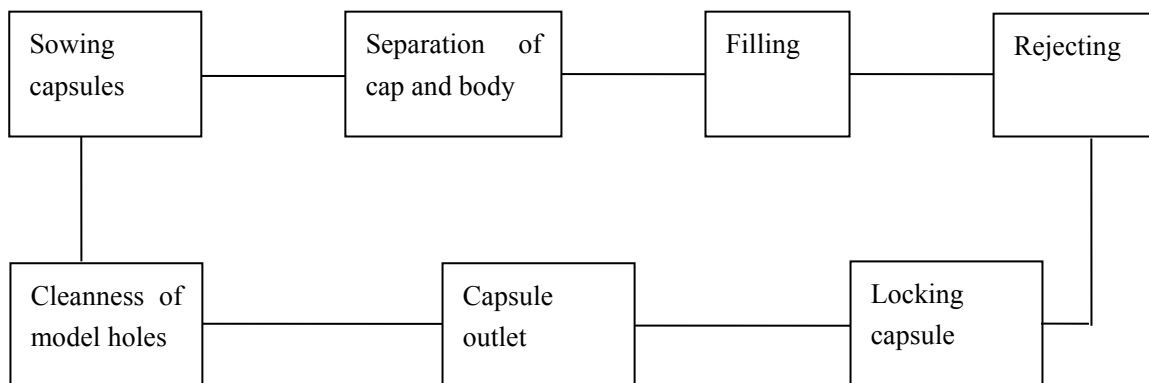 Sowing
capsules
Separation of
cap and body
Filling
Rejecting
Cleanness of
model holes
Capsule
outlet
Locking
capsule